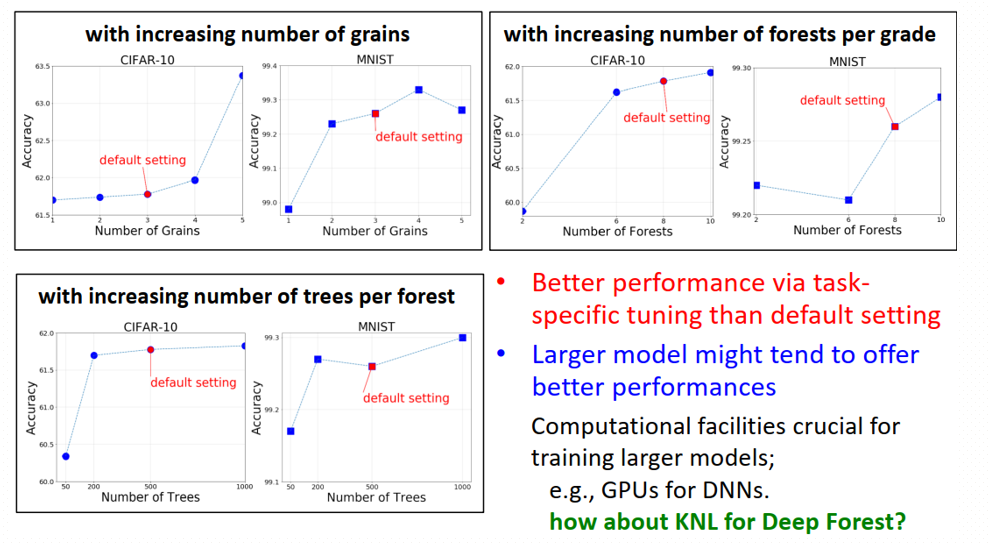 with increasing number of grains
CIFAR-10
63.5
63.0
62.5
62.0
61.5
Accuracy
default setting
1 2 3 4 5
Number of Grains
MNIST
99.4
99.3
99.2
99.1
99.0
Accuracy
default setting
1 2 3 4 5
Number of Grains
with increasing number of forests per grade
CIFAR-10
62.0
61.5
61.0
60.5
60.0
Accuracy
default setting
2 6 8 10
Number of Forests
MNIST
99.30
99.25
99.20
Accuracy
default setting
2 6 8 10
Number of Forests
with increasing number of trees per forest
CIFAR-10
62.0
61.5
61.0
60.5
60.0
Accuracy
default setting
50 200 500 1000
Number of Trees
MNIST
99.3
99.2
99.1
Accuracy
default setting
50 200 500 1000
Number of Trees
• Better performance via task-
specific tuning than default setting
• Larger model might tend to offer
better performances
Computational facilities crucial for
training larger models;
e.g., GPUs for DNNs.
how about KNL for Deep Forest?